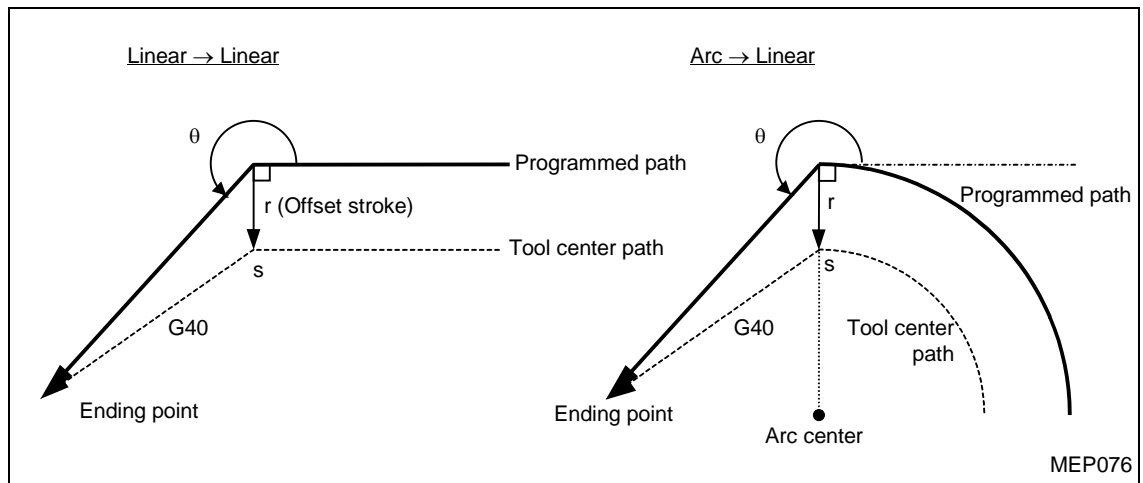 Linear → Linear
θ
Programmed path
r (Offset stroke)
Tool center path
s
G40
Ending point
Arc → Linear
θ
Programmed path
r
s
G40
Tool center
path
Ending point
Arc center
MEP076